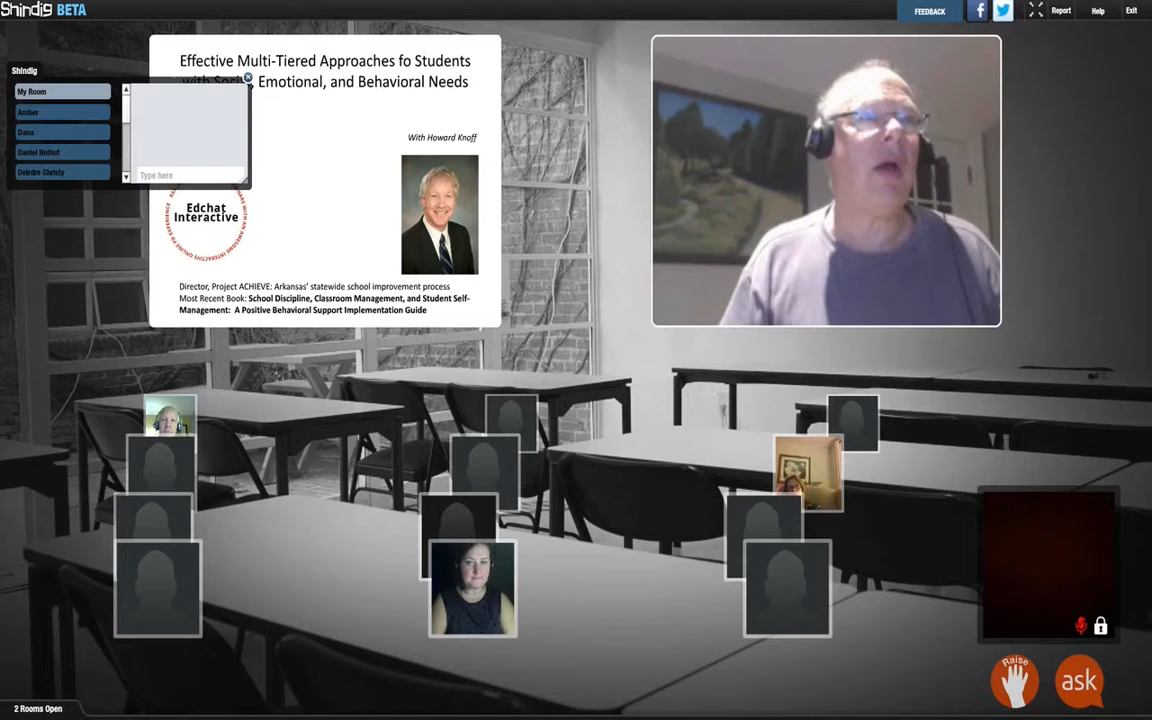 Shindig BETA
FEEDBACK
Report
Help
Exit
Effective Multi-Tiered Approaches fo Students
with Social, Emotional, and Behavioral Needs
Shindig
My Room
Amber
Dana
Daniel Holhut
Deirdre Christy
Type here
With Howard Knoff
Edchat
Interactive
Director, Project ACHIEVE: Arkansas' statewide school improvement process
Most Recent Book: School Discipline, Classroom Management, and Student Self-
Management: A Positive Behavioral Support Implementation Guide
Raise
ask
2 Rooms Open